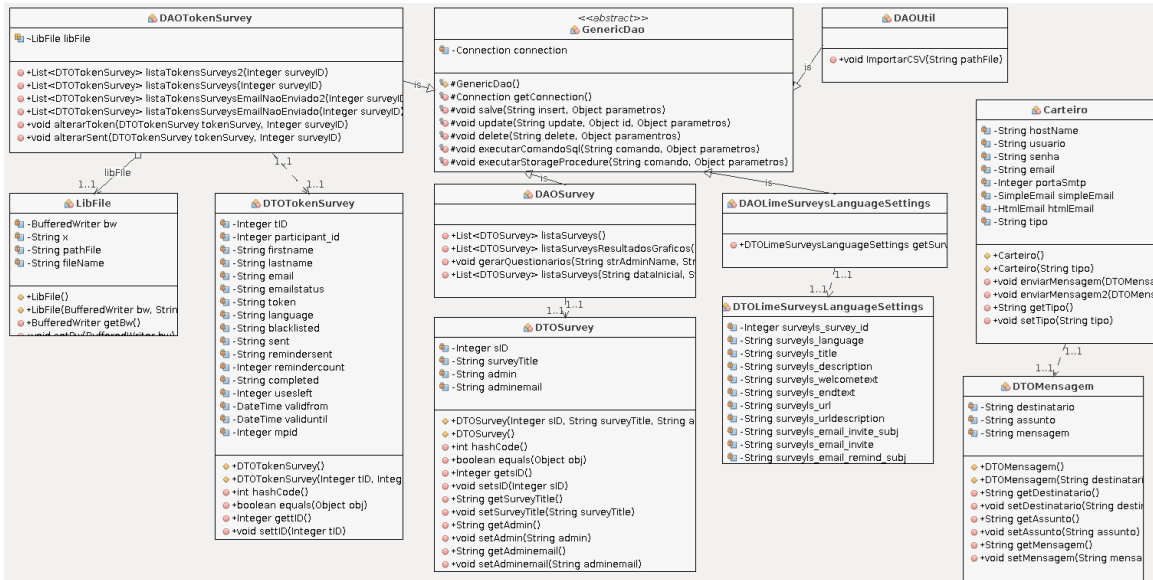 DAOTokenSurvey
~LibFile libFile
+List<DTOTokenSurvey> listaTokensSurveys2(Integer surveyID)
+List<DTOTokenSurvey> listaTokensSurveys(Integer surveyID)
+List<DTOTokenSurvey> listaTokensSurveysEmailNaoEnviado2(Integer surveyID
+List<DTOTokenSurvey> listaTokensSurveysEmailNaoEnviado(Integer surveyID)
+void alterarToken(DTOTokenSurvey tokenSurvey, Integer surveyID)
+void alterarSent(DTOTokenSurvey tokenSurvey, Integer surveyID)
<<abstract>>
GenericDao
-Connection connection
#GenericDao()
#Connection getConnection()
#void salve(String insert, Object parametros)
#void update(String update, Object id, Object parametros)
#void delete(String delete, Object paramentros)
#void executarComandoSql(String comando, Object parametros)
#void executarStorageProcedure(String comando, Object parametros)
DAOUtil
+void ImportarCSV(String pathFile)
is
is
is
is
libFile
1..1
1..1
1..1
LibFile
-BufferedWriter bw
-String x
-String pathFile
-String fileName
+LibFile()
+LibFile(BufferedWriter bw, Strin
+BufferedWriter getBw()
+void setBw(BufferedWriter bw)
DTOTokenSurvey
-Integer tID
-Integer participant_id
-String firstname
-String lastname
-String email
-String emailstatus
-String token
-String language
-String blacklisted
-String sent
-String remindersent
-Integer remindercount
-String completed
-Integer usesleft
-DateTime validfrom
-DateTime validuntil
-Integer mpid
+DTOTokenSurvey()
+DTOTokenSurvey(Integer tID, Integ
+int hashCode()
+boolean equals(Object obj)
+Integer gettID()
+void settID(Integer tID)
DAOSurvey
+List<DTOSurvey> listaSurveys()
+List<DTOSurvey> listaSurveysResultadosGraficos(
+void gerarQuestionarios(String strAdminName, Stri
+List<DTOSurvey> listaSurveys(String dataInicial, S
1..1
1..1
DTOSurvey
-Integer sID
-String surveyTitle
-String admin
-String adminemail
+DTOSurvey(Integer sID, String surveyTitle, String a
+DTOSurvey()
+int hashCode()
+boolean equals(Object obj)
+Integer getsID()
+void setsID(Integer sID)
+String getSurveyTitle()
+void setSurveyTitle(String surveyTitle)
+String getAdmin()
+void setAdmin(String admin)
+String getAdminemail()
+void setAdminemail(String adminemail)
DAOLimeSurveysLanguageSettings
+DTOLimeSurveysLanguageSettings getSurv
1..1
1..1
DTOLimeSurveysLanguageSettings
-Integer surveyls_survey_id
-String surveyls_language
-String surveyls_title
-String surveyls_description
-String surveyls_welcometext
-String surveyls_endtext
-String surveyls_url
-String surveyls_urldescription
-String surveyls_email_invite_subj
-String surveyls_email_invite
-String surveyls_email_remind_subj
Carteiro
-String hostName
-String usuario
-String senha
-String email
-Integer portaSmtp
-SimpleEmail simpleEmail
-HtmlEmail htmlEmail
-String tipo
+Carteiro()
+Carteiro(String tipo)
+void enviarMensagem(DTOMensa
+void enviarMensagem2(DTOMens
+String getTipo()
+void setTipo(String tipo)
1..1
1..1
DTOMensagem
-String destinatario
-String assunto
-String mensagem
+DTOMensagem()
+DTOMensagem(String destinatari
+String getDestinatario()
+void setDestinatario(String destin
+String getAssunto()
+void setAssunto(String assunto)
+String getMensagem()
+void setMensagem(String mensa